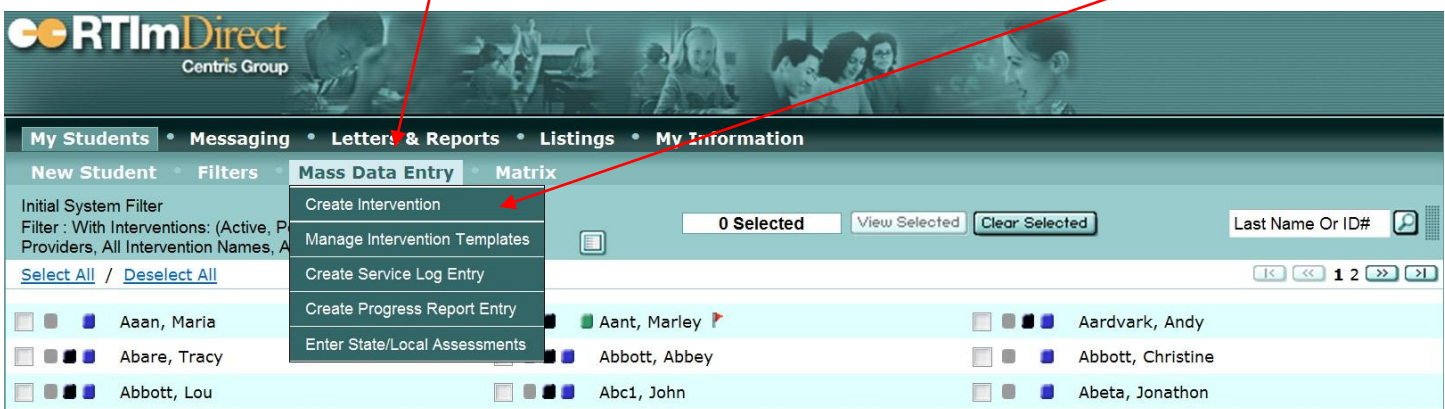 RTIm Direct
Centris Group
My Students • Messaging • Letters & Reports • Listings • My Information
New Student • Filters • Mass Data Entry • Matrix
Initial System Filter
Filter : With Interventions: (Active, P
Providers, All Intervention Names, A
Create Intervention
Manage Intervention Templates
Create Service Log Entry
Create Progress Report Entry
Enter State/Local Assessments
0 Selected View Selected Clear Selected Last Name Or ID#
Select All / Deselect All
1 2
Aaan, Maria Aant, Marley Aardvark, Andy
Abare, Tracy Abbott, Abbey Abbott, Christine
Abbott, Lou Abc1, John Abeta, Jonathon